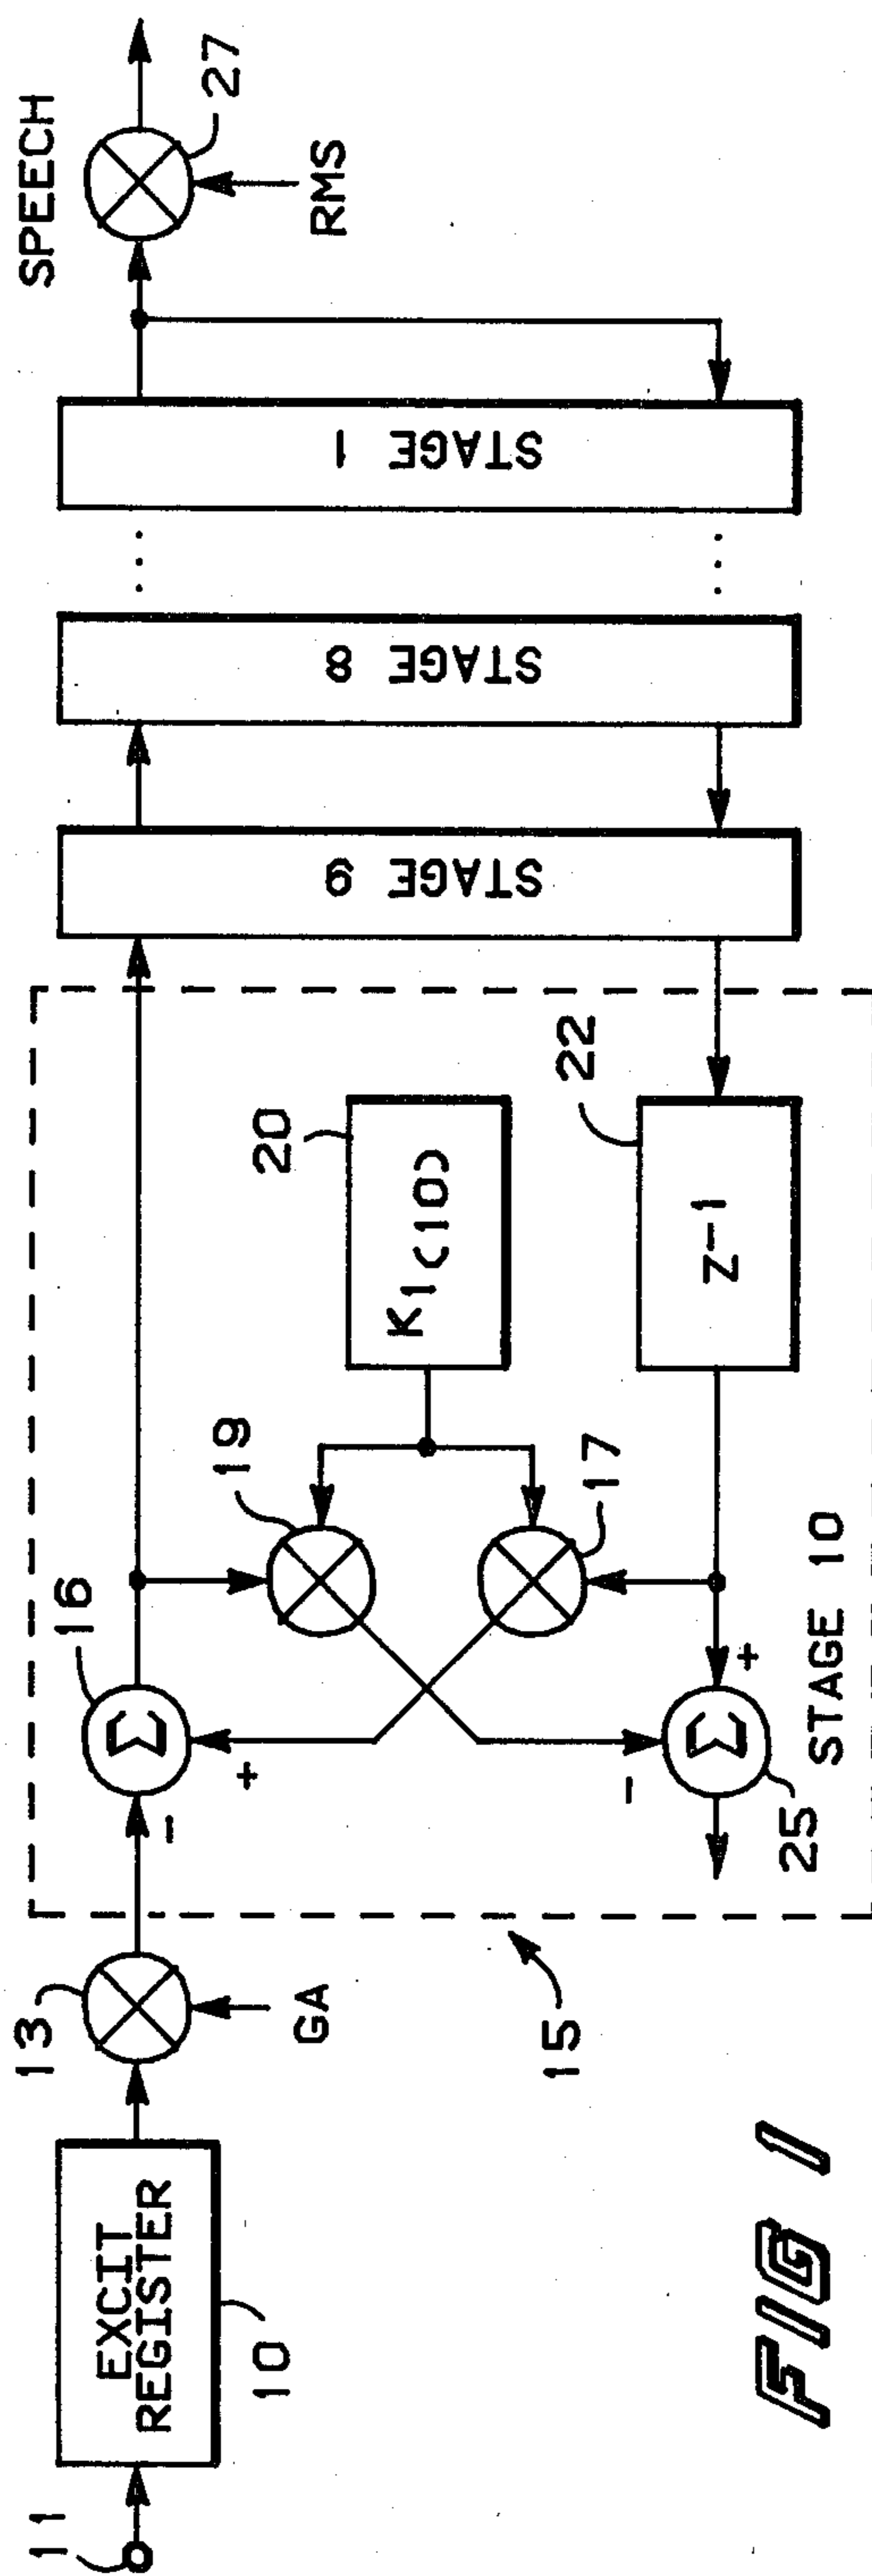 SPEECH
27
RMS
STAGE 1
STAGE 8
STAGE 9
20
K1(10)
22
Z-1
19
17
16
+
-
+
-
25
STAGE 10
13
GA
15
EXCIT
REGISTER
10
11
FIG 1